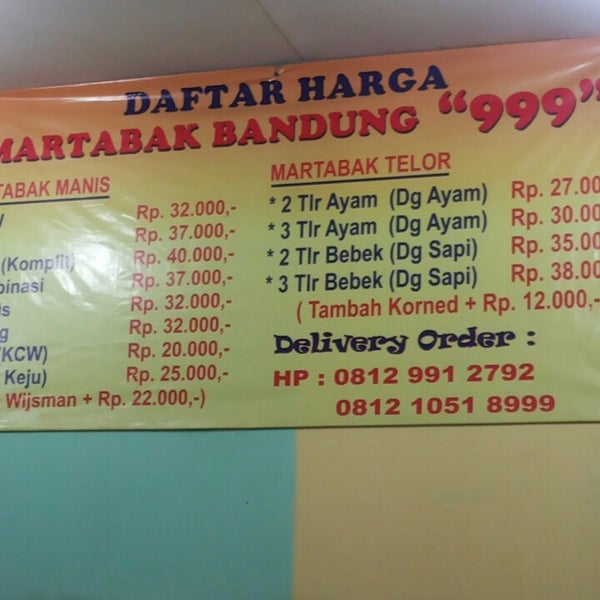 DAFTAR HARGA
MARTABAK BANDUNG "999"
TABAK MANIS
Rp. 32.000,-
Rp. 37.000,-
(Komplit) Rp. 40.000,-
binasi Rp. 37.000,-
is Rp. 32.000,-
g Rp. 32.000,-
KCW) Rp. 20.000,-
Keju) Rp. 25.000,-
Wijsman + Rp. 22.000,-)
MARTABAK TELOR
* 2 Tlr Ayam (Dg Ayam) Rp. 27.00
* 3 Tlr Ayam (Dg Ayam) Rp. 30.00
* 2 Tlr Bebek (Dg Sapi) Rp. 35.00
* 3 Tlr Bebek (Dg Sapi) Rp. 38.00
( Tambah Korned + Rp. 12.000,-
Delivery Order :
HP : 0812 991 2792
0812 1051 8999